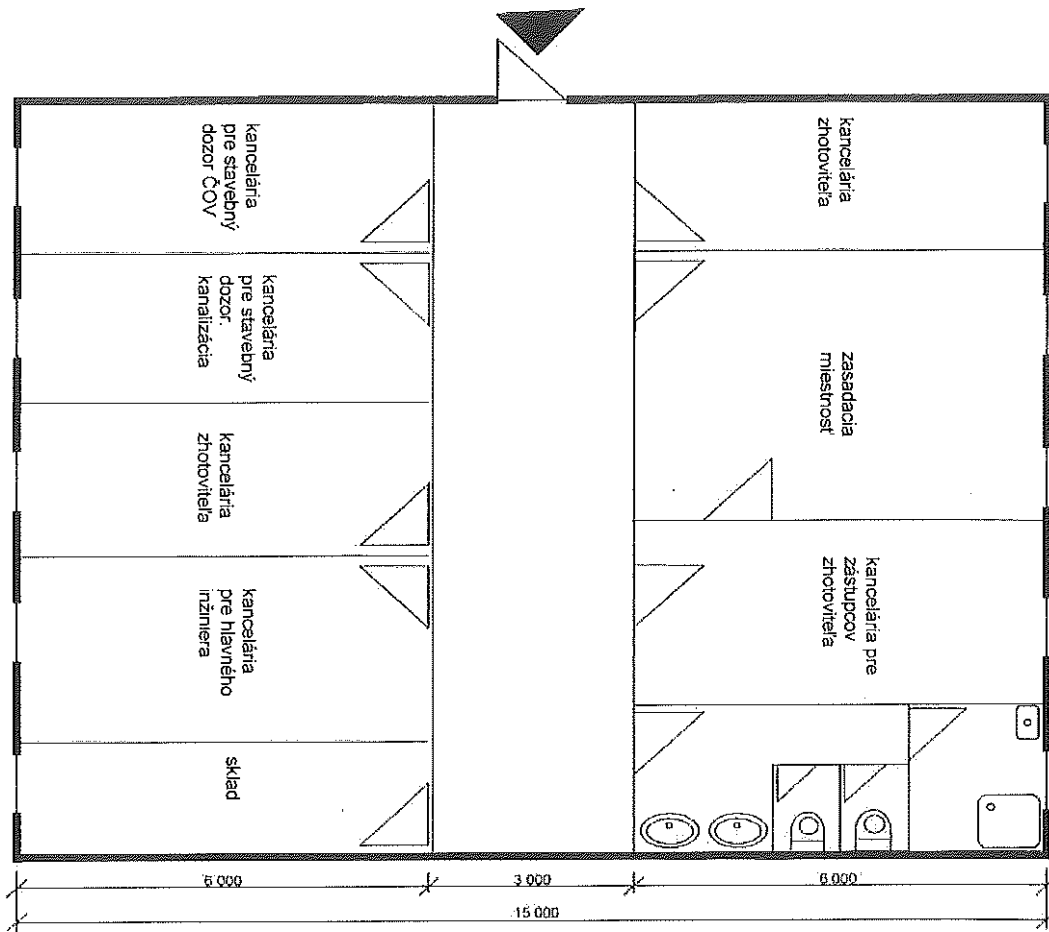 kancelária
pre stavebný
dozor ČOV
kancelária
pre stavebný
dozor.
kanalizácia
kancelária
zhotoviteľa
kancelária
pre hlavného
inžiniera
sklad
kancelária
zhotoviteľa
zasadacia
miestnosť
kancelária pre
zástupcov
zhotoviteľa
6 000
3 000
6 000
15 000